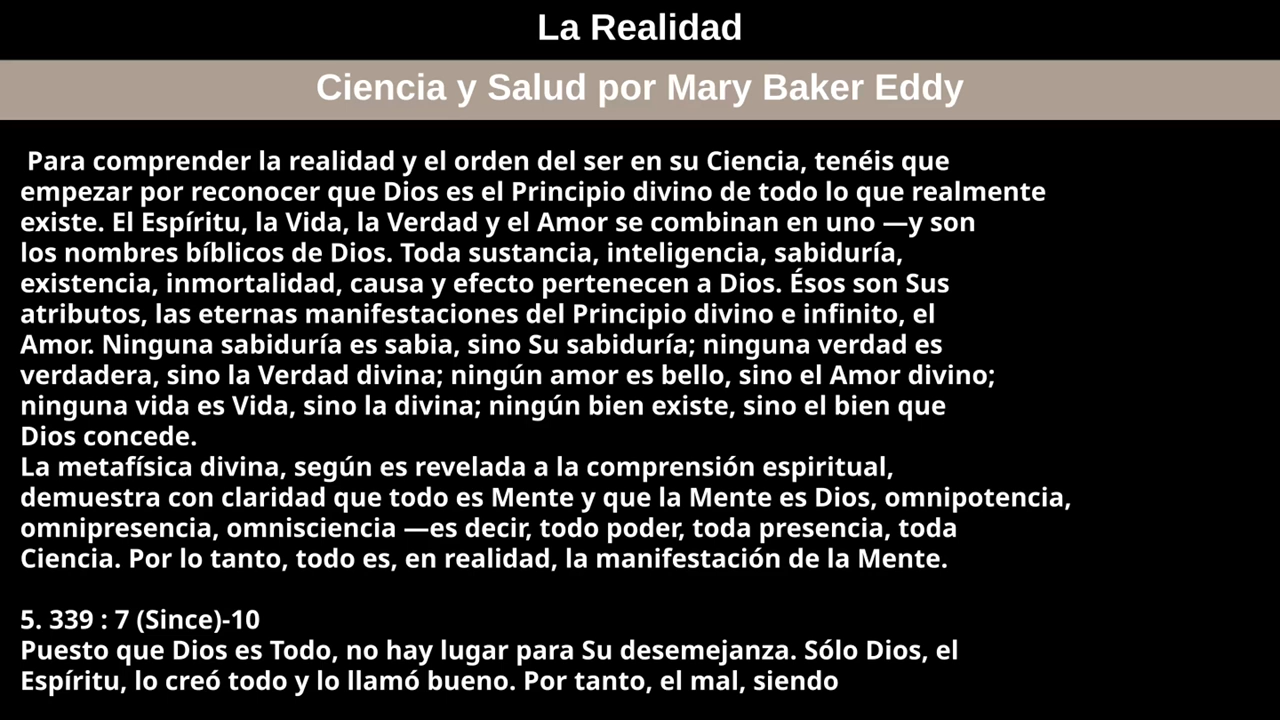 La Realidad
Ciencia y Salud por Mary Baker Eddy
Para comprender la realidad y el orden del ser en su Ciencia, tenéis que
empezar por reconocer que Dios es el Principio divino de todo lo que realmente
existe. El Espíritu, la Vida, la Verdad y el Amor se combinan en uno —y son
los nombres bíblicos de Dios. Toda sustancia, inteligencia, sabiduría,
existencia, inmortalidad, causa y efecto pertenecen a Dios. Ésos son Sus
atributos, las eternas manifestaciones del Principio divino e infinito, el
Amor. Ninguna sabiduría es sabia, sino Su sabiduría; ninguna verdad es
verdadera, sino la Verdad divina; ningún amor es bello, sino el Amor divino;
ninguna vida es Vida, sino la divina; ningún bien existe, sino el bien que
Dios concede.
La metafísica divina, según es revelada a la comprensión espiritual,
demuestra con claridad que todo es Mente y que la Mente es Dios, omnipotencia,
omnipresencia, omnisciencia —es decir, todo poder, toda presencia, toda
Ciencia. Por lo tanto, todo es, en realidad, la manifestación de la Mente.
5. 339 : 7 (Since)-10
Puesto que Dios es Todo, no hay lugar para Su desemejanza. Sólo Dios, el
Espíritu, lo creó todo y lo llamó bueno. Por tanto, el mal, siendo